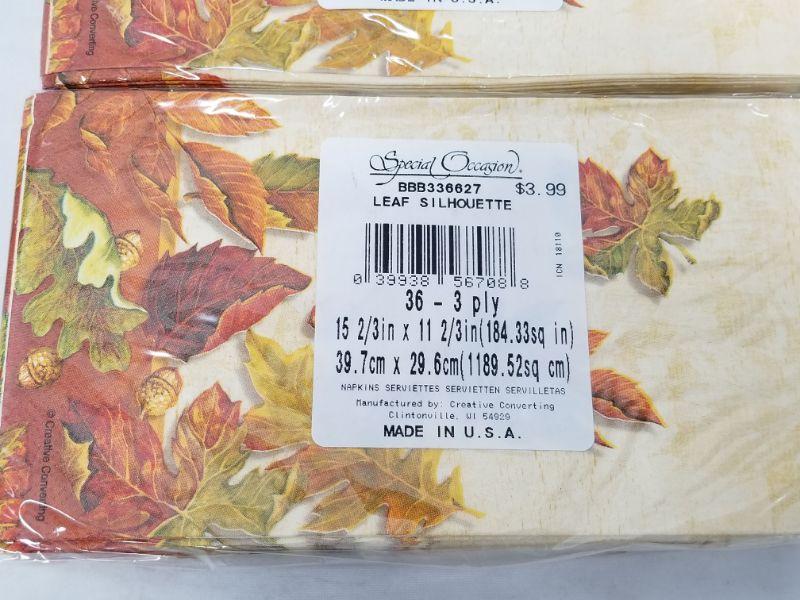 MADE IN U.S.A.
Creative Converting
Special Occasion®
BBB336627 $3.99
LEAF SILHOUETTE
0 39938 56708 8
ICN 18110
36 - 3 ply
15 2/3in x 11 2/3in(184.33sq in)
39.7cm x 29.6cm(1189.52sq cm)
NAPKINS SERVIETTES SERVIETTEN SERVILLETAS
Manufactured by: Creative Converting
Clintonville, WI 54929
MADE IN U.S.A.
© Creative Converting